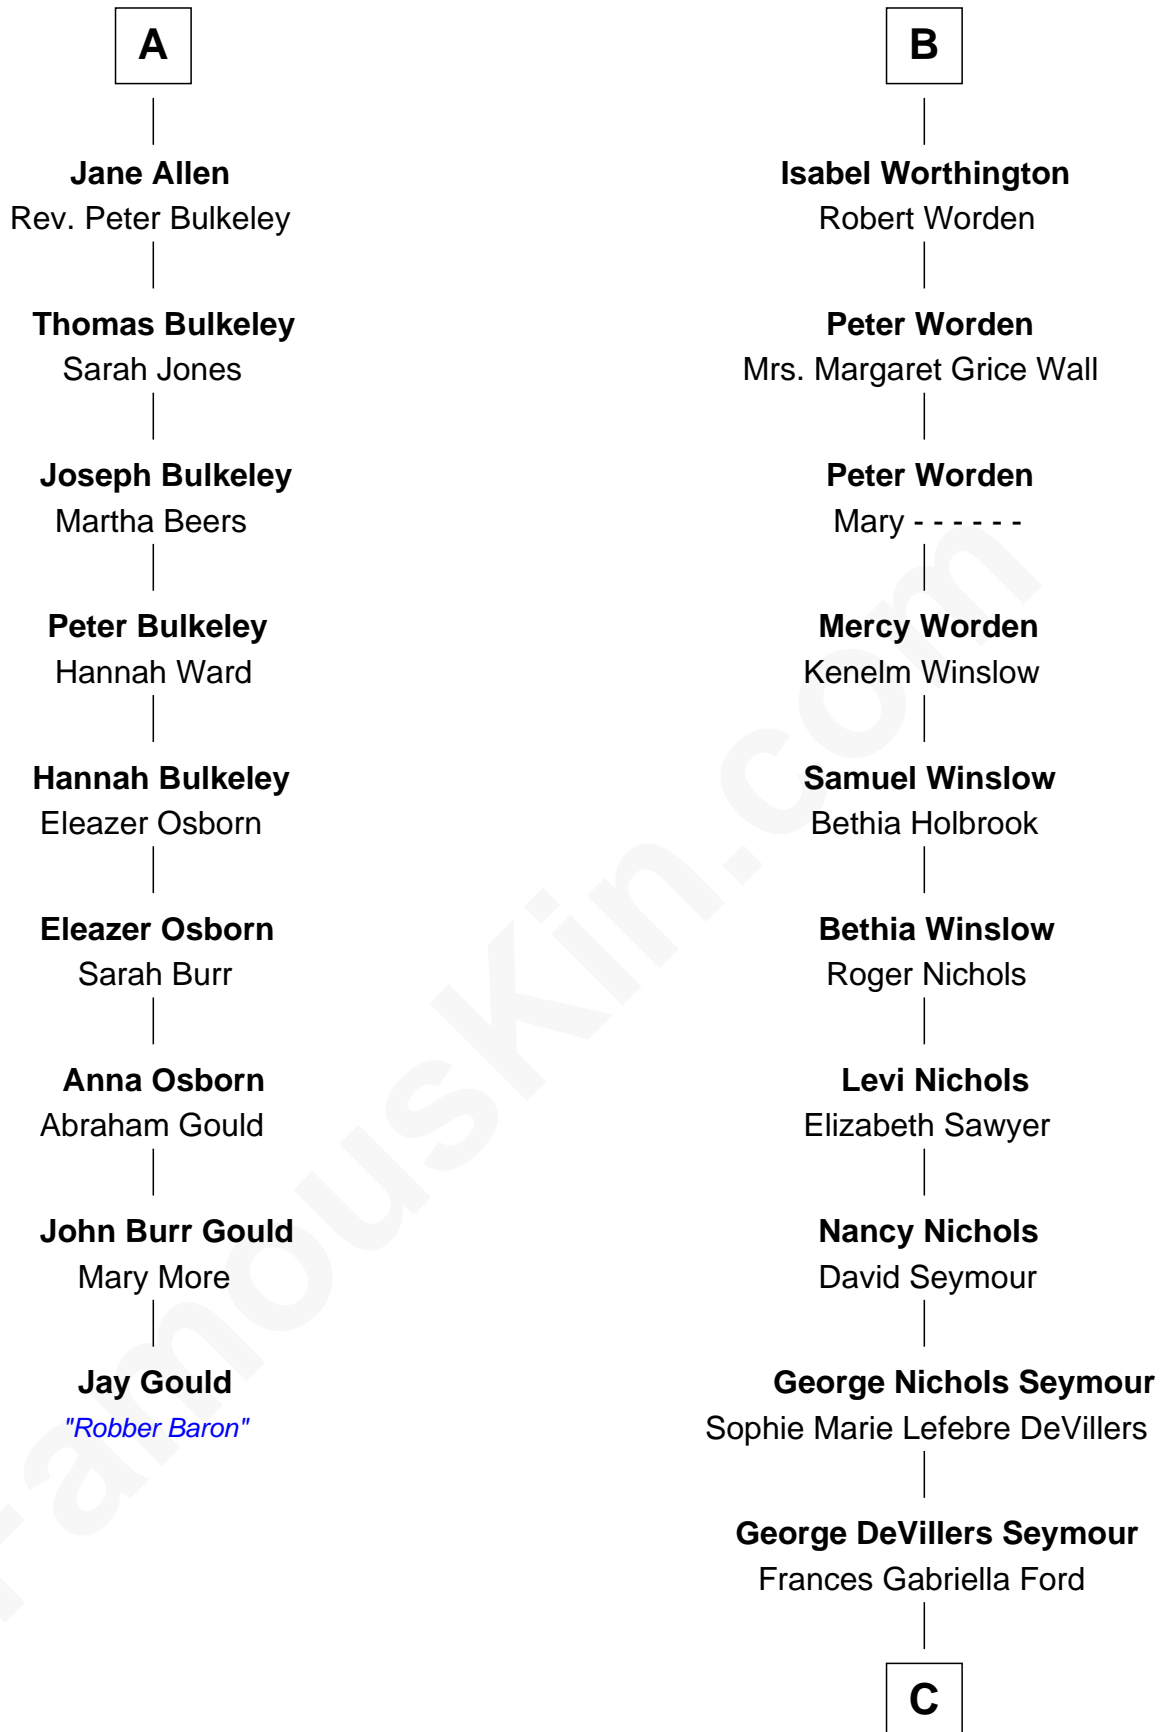 A
Jane Allen
Rev. Peter Bulkeley
Thomas Bulkeley
Sarah Jones
Joseph Bulkeley
Martha Beers
Peter Bulkeley
Hannah Ward
Hannah Bulkeley
Eleazer Osborn
Eleazer Osborn
Sarah Burr
Anna Osborn
Abraham Gould
John Burr Gould
Mary More
Jay Gould
"Robber Baron"
B
Isabel Worthington
Robert Worden
Peter Worden
Mrs. Margaret Grice Wall
Peter Worden
Mary - - - - - -
Mercy Worden
Kenelm Winslow
Samuel Winslow
Bethia Holbrook
Bethia Winslow
Roger Nichols
Levi Nichols
Elizabeth Sawyer
Nancy Nichols
David Seymour
George Nichols Seymour
Sophie Marie Lefebre DeVillers
George DeVillers Seymour
Frances Gabriella Ford
C
FamousKin.com